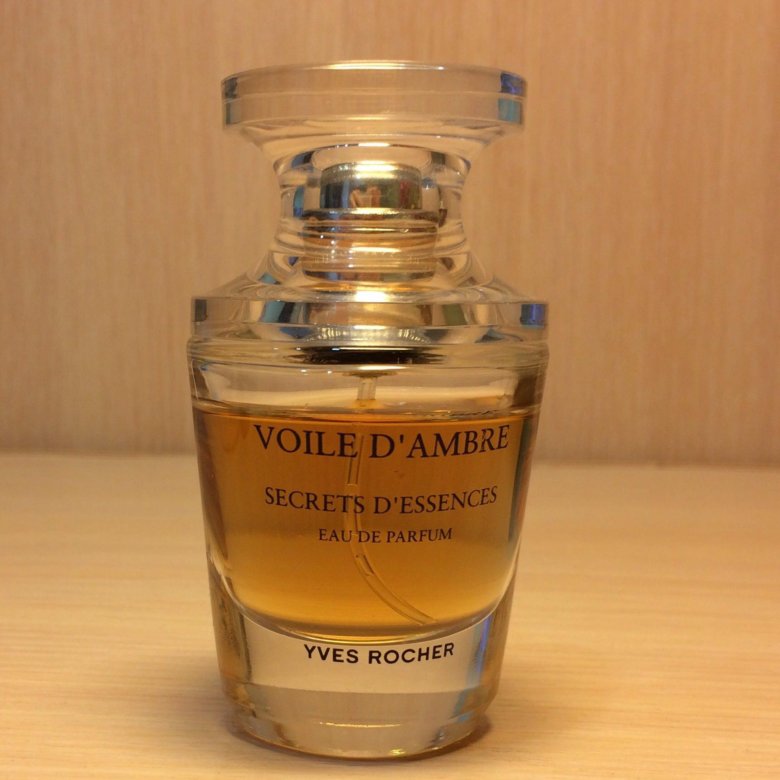 VOILE D'AMBRE
SECRETS D'ESSENCES
EAU DE PARFUM
YVES ROCHER